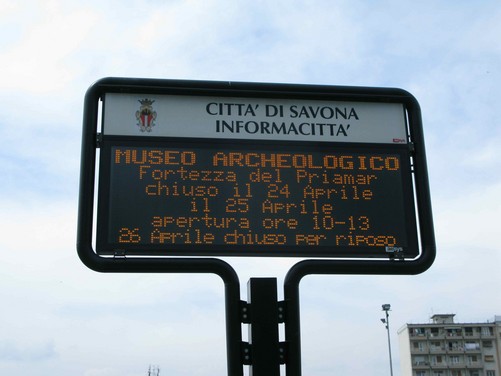 CITTA' DI SAVONA
INFORMACITTA'
MUSEO ARCHEOLOGICO
Fortezza del Priamar
chiuso il 24 Aprile
il 25 Aprile
apertura ore 10-13
26 Aprile chiuso per riposo